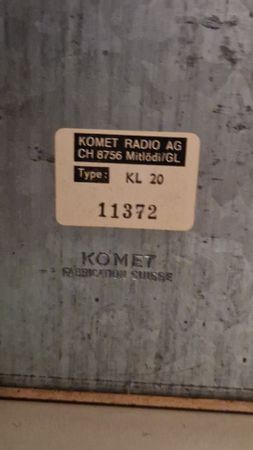 KOMET RADIO AG
CH 8756 Mitlödi/GL
Type: KL 20
11372
KOMET
FABRICATION SUISSE